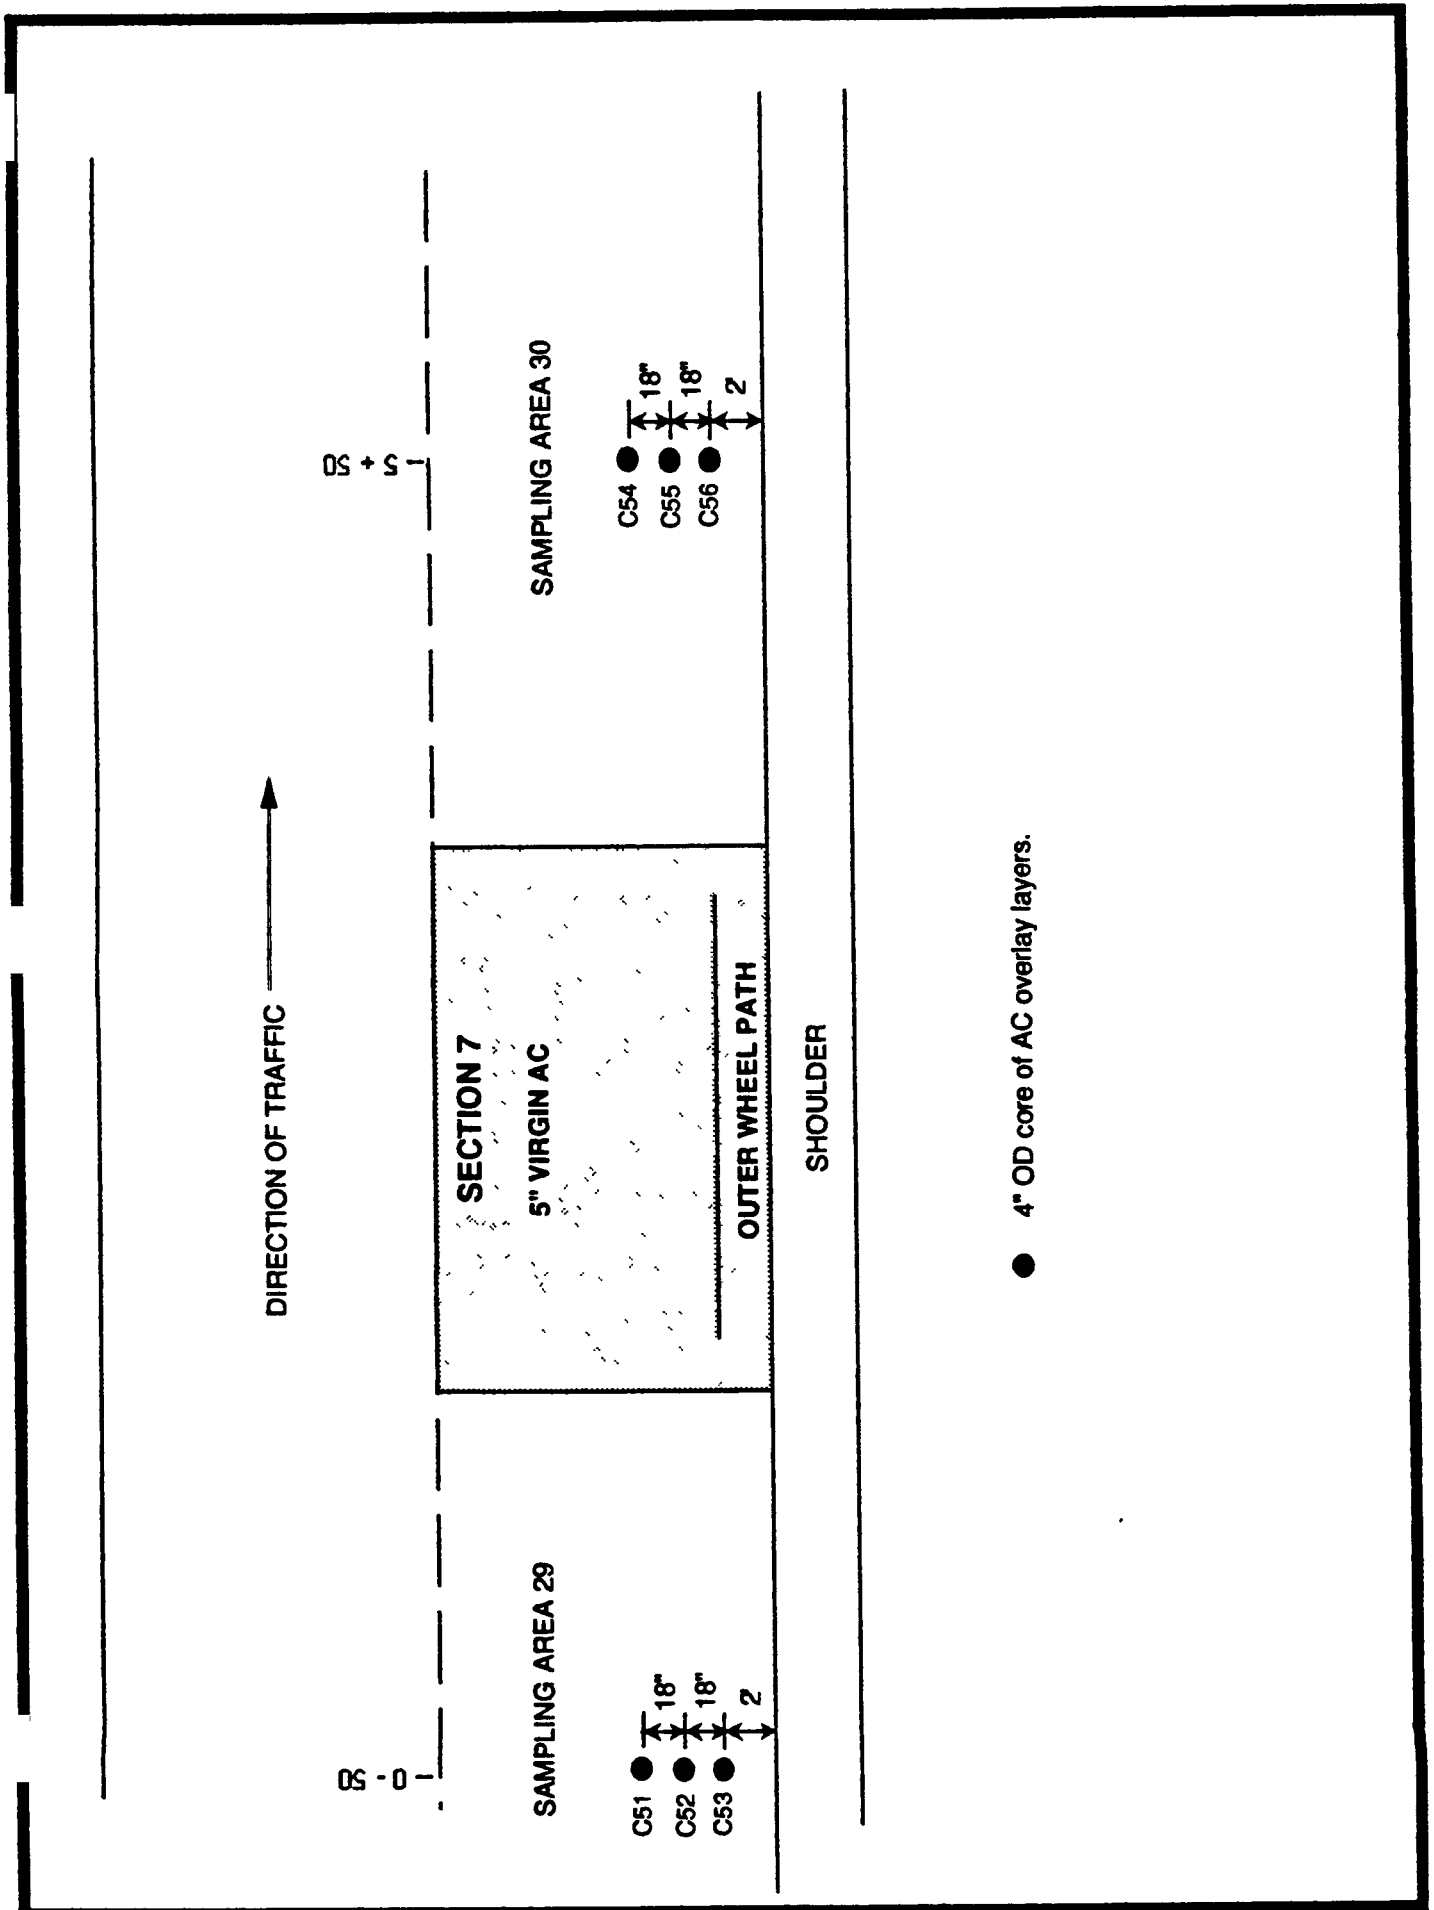 DIRECTION OF TRAFFIC
0 - 50
5 + 50
SECTION 7
5" VIRGIN AC
OUTER WHEEL PATH
SAMPLING AREA 29
C51
C52
C53
18"
18"
2'
SAMPLING AREA 30
C54
C55
C56
18"
18"
2'
SHOULDER
4" OD core of AC overlay layers.